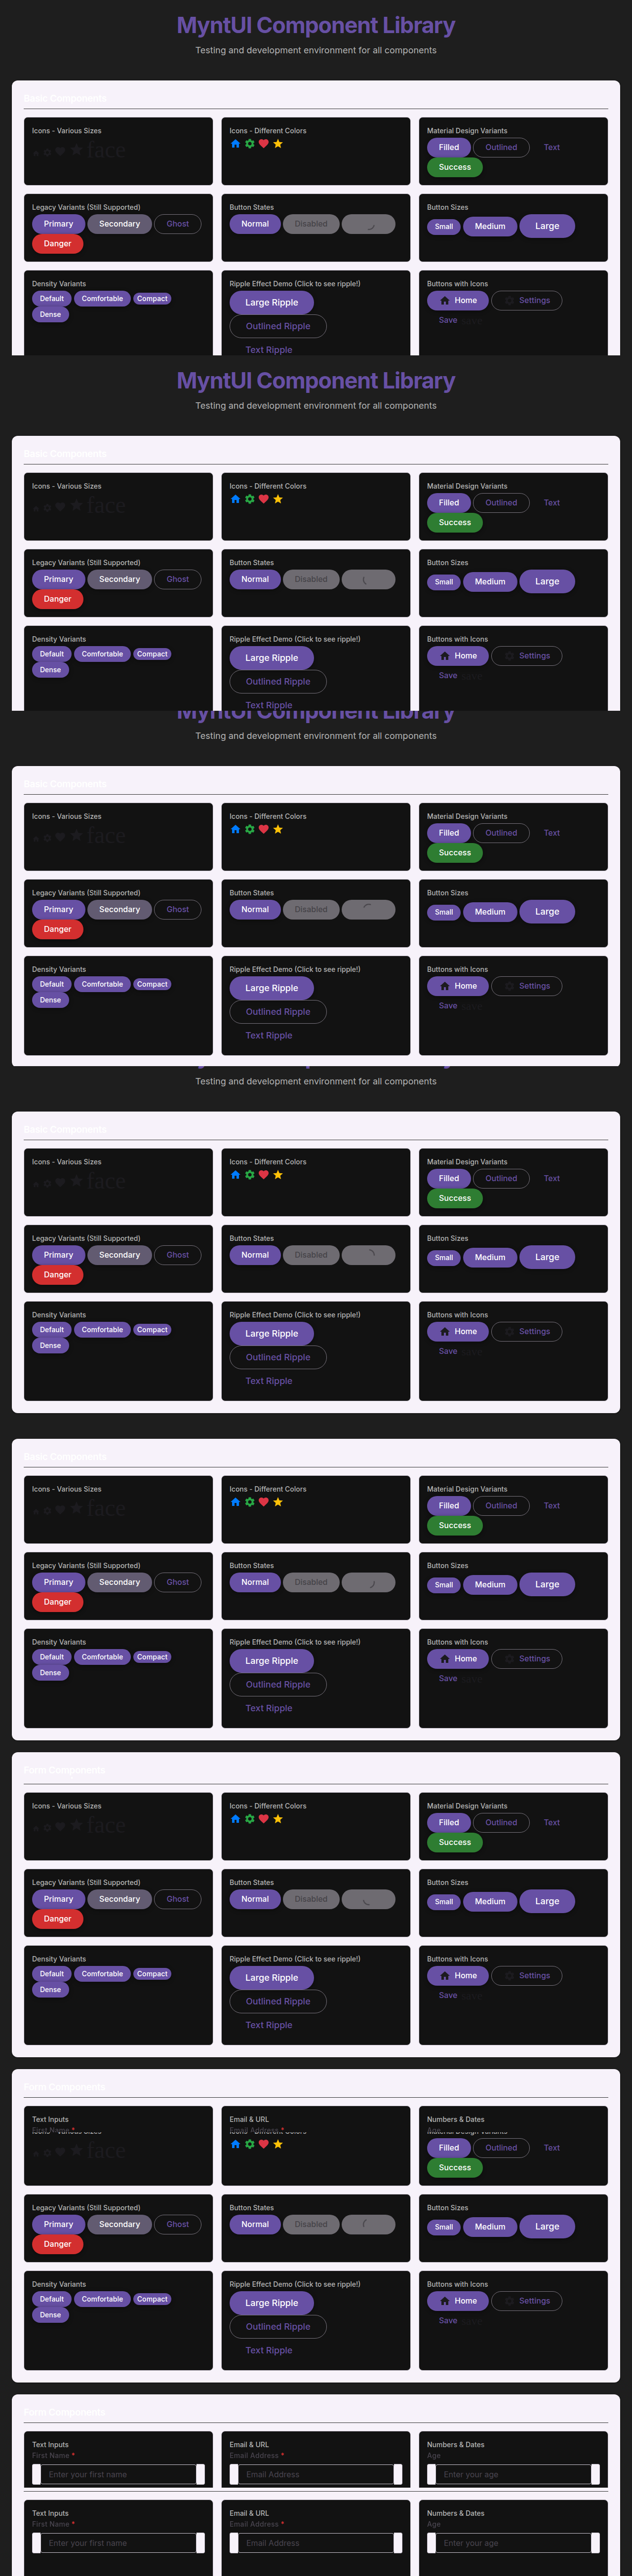 MyntUI Component Library
Testing and development environment for all components
Basic Components
Icons - Various Sizes
face
Icons - Different Colors
Material Design Variants
Filled Outlined Text
Success
Legacy Variants (Still Supported)
Primary Secondary Ghost
Danger
Button States
Normal Disabled
Button Sizes
Small Medium Large
Density Variants
Default Comfortable Compact
Dense
Ripple Effect Demo (Click to see ripple!)
Large Ripple
Outlined Ripple
Text Ripple
Buttons with Icons
Home Settings
Save
MyntUI Component Library
Testing and development environment for all components
Basic Components
Icons - Various Sizes
face
Icons - Different Colors
Material Design Variants
Filled Outlined Text
Success
Legacy Variants (Still Supported)
Primary Secondary Ghost
Danger
Button States
Normal Disabled
Button Sizes
Small Medium Large
Density Variants
Default Comfortable Compact
Dense
Ripple Effect Demo (Click to see ripple!)
Large Ripple
Outlined Ripple
Text Ripple
Buttons with Icons
Home Settings
Save
MyntUI Component Library
Testing and development environment for all components
Basic Components
Icons - Various Sizes
face
Icons - Different Colors
Material Design Variants
Filled Outlined Text
Success
Legacy Variants (Still Supported)
Primary Secondary Ghost
Danger
Button States
Normal Disabled
Button Sizes
Small Medium Large
Density Variants
Default Comfortable Compact
Dense
Ripple Effect Demo (Click to see ripple!)
Large Ripple
Outlined Ripple
Text Ripple
Buttons with Icons
Home Settings
Save
Testing and development environment for all components
Basic Components
Icons - Various Sizes
face
Icons - Different Colors
Material Design Variants
Filled Outlined Text
Success
Legacy Variants (Still Supported)
Primary Secondary Ghost
Danger
Button States
Normal Disabled
Button Sizes
Small Medium Large
Density Variants
Default Comfortable Compact
Dense
Ripple Effect Demo (Click to see ripple!)
Large Ripple
Outlined Ripple
Text Ripple
Buttons with Icons
Home Settings
Save
Basic Components
Icons - Various Sizes
face
Icons - Different Colors
Material Design Variants
Filled Outlined Text
Success
Legacy Variants (Still Supported)
Primary Secondary Ghost
Danger
Button States
Normal Disabled
Button Sizes
Small Medium Large
Density Variants
Default Comfortable Compact
Dense
Ripple Effect Demo (Click to see ripple!)
Large Ripple
Outlined Ripple
Text Ripple
Buttons with Icons
Home Settings
Save
Form Components
Icons - Various Sizes
face
Icons - Different Colors
Material Design Variants
Filled Outlined Text
Success
Legacy Variants (Still Supported)
Primary Secondary Ghost
Danger
Button States
Normal Disabled
Button Sizes
Small Medium Large
Density Variants
Default Comfortable Compact
Dense
Ripple Effect Demo (Click to see ripple!)
Large Ripple
Outlined Ripple
Text Ripple
Buttons with Icons
Home Settings
Save
Form Components
Text Inputs
First Name *
Icons - Various Sizes
face
Email & URL
Email Address *
Icons - Different Colors
Numbers & Dates
Age
Material Design Variants
Filled Outlined Text
Success
Legacy Variants (Still Supported)
Primary Secondary Ghost
Danger
Button States
Normal Disabled
Button Sizes
Small Medium Large
Density Variants
Default Comfortable Compact
Dense
Ripple Effect Demo (Click to see ripple!)
Large Ripple
Outlined Ripple
Text Ripple
Buttons with Icons
Home Settings
Save
Form Components
Text Inputs
First Name *
Enter your first name
Email & URL
Email Address *
Email Address
Numbers & Dates
Age
Enter your age
Text Inputs
First Name *
Enter your first name
Email & URL
Email Address *
Email Address
Numbers & Dates
Age
Enter your age